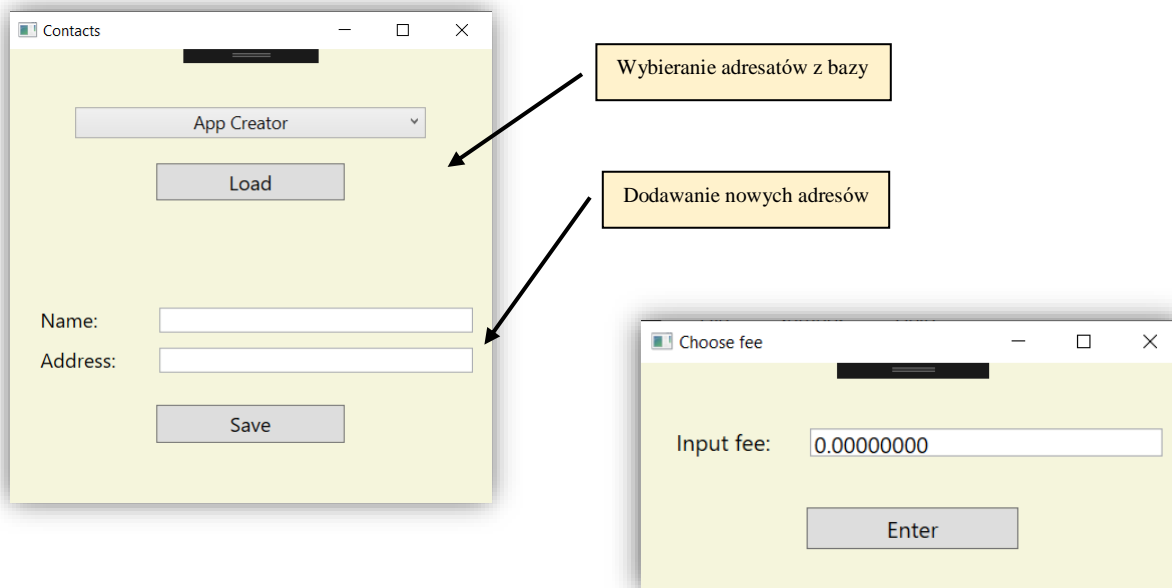 Contacts
App Creator
Load
Name:
Address:
Save
Wybieranie adresatów z bazy
Dodawanie nowych adresów
Choose fee
Input fee: 0.00000000
Enter